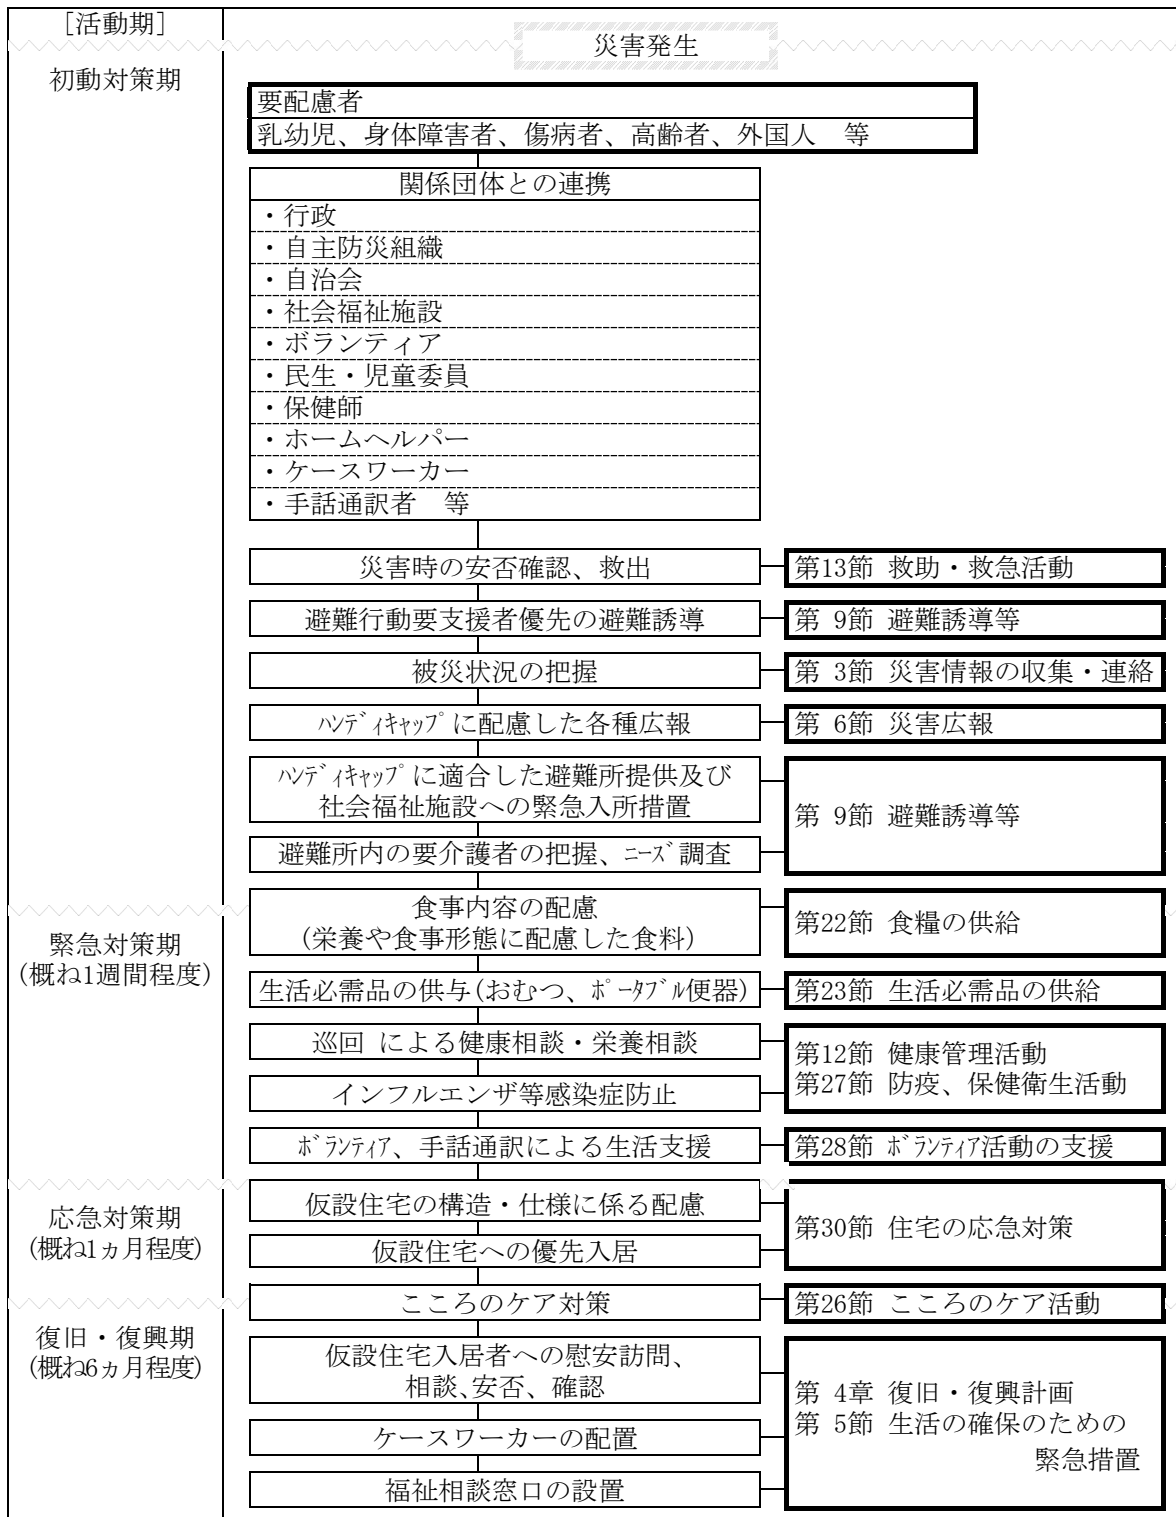 [活動期]
災害発生
初動対策期
要配慮者
乳幼児、身体障害者、傷病者、高齢者、外国人　等
関係団体との連携
・行政
・自主防災組織
・自治会
・社会福祉施設
・ボランティア
・民生・児童委員
・保健師
・ホームヘルパー
・ケースワーカー
・手話通訳者　等
災害時の安否確認、救出
第13節 救助・救急活動
避難行動要支援者優先の避難誘導
第 9節 避難誘導等
被災状況の把握
第 3節 災害情報の収集・連絡
ﾊﾝﾃﾞｨｷｬｯﾌﾟに配慮した各種広報
第 6節 災害広報
ﾊﾝﾃﾞｨｷｬｯﾌﾟに適合した避難所提供及び
社会福祉施設への緊急入所措置
第 9節 避難誘導等
避難所内の要介護者の把握、ﾆｰｽﾞ調査
緊急対策期
(概ね1週間程度)
食事内容の配慮
(栄養や食事形態に配慮した食料)
第22節 食糧の供給
生活必需品の供与(おむつ、ﾎﾟｰﾀﾌﾞﾙ便器)
第23節 生活必需品の供給
巡回 による健康相談・栄養相談
第12節 健康管理活動
第27節 防疫、保健衛生活動
インフルエンザ等感染症防止
ﾎﾞﾗﾝﾃｨｱ、手話通訳による生活支援
第28節 ﾎﾞﾗﾝﾃｨｱ活動の支援
応急対策期
(概ね1ヵ月程度)
仮設住宅の構造・仕様に係る配慮
第30節 住宅の応急対策
仮設住宅への優先入居
こころのケア対策
第26節 こころのケア活動
復旧・復興期
(概ね6ヵ月程度)
仮設住宅入居者への慰安訪問、
相談、安否、確認
第 4章 復旧・復興計画
第 5節 生活の確保のための
緊急措置
ケースワーカーの配置
福祉相談窓口の設置